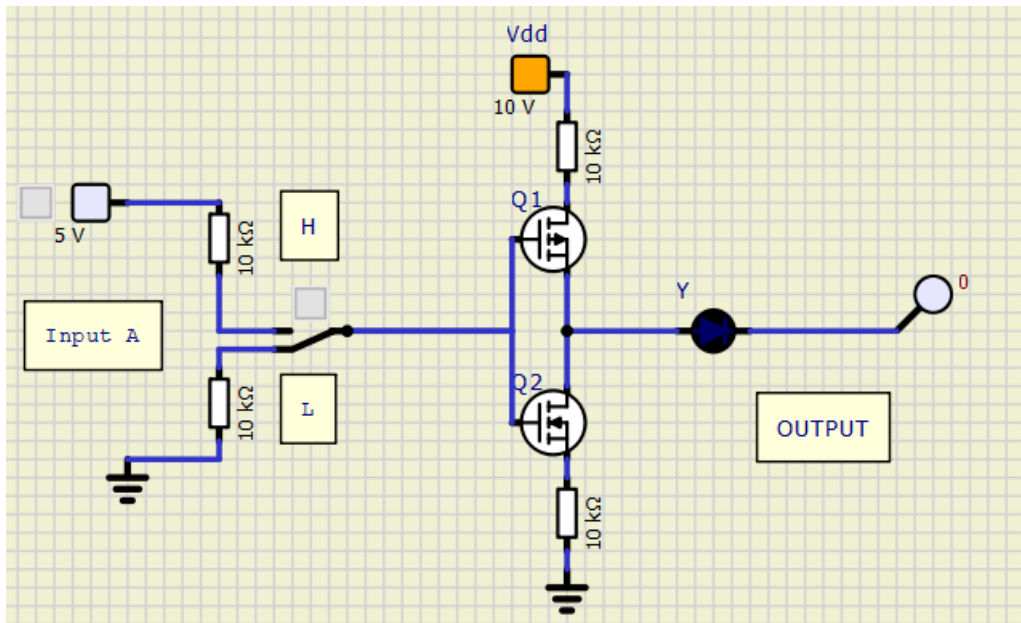 Vdd
10 V
10 kΩ
Q1
5 V
10 kΩ
H
Input A
Y
0
10 kΩ
L
Q2
OUTPUT
10 kΩ